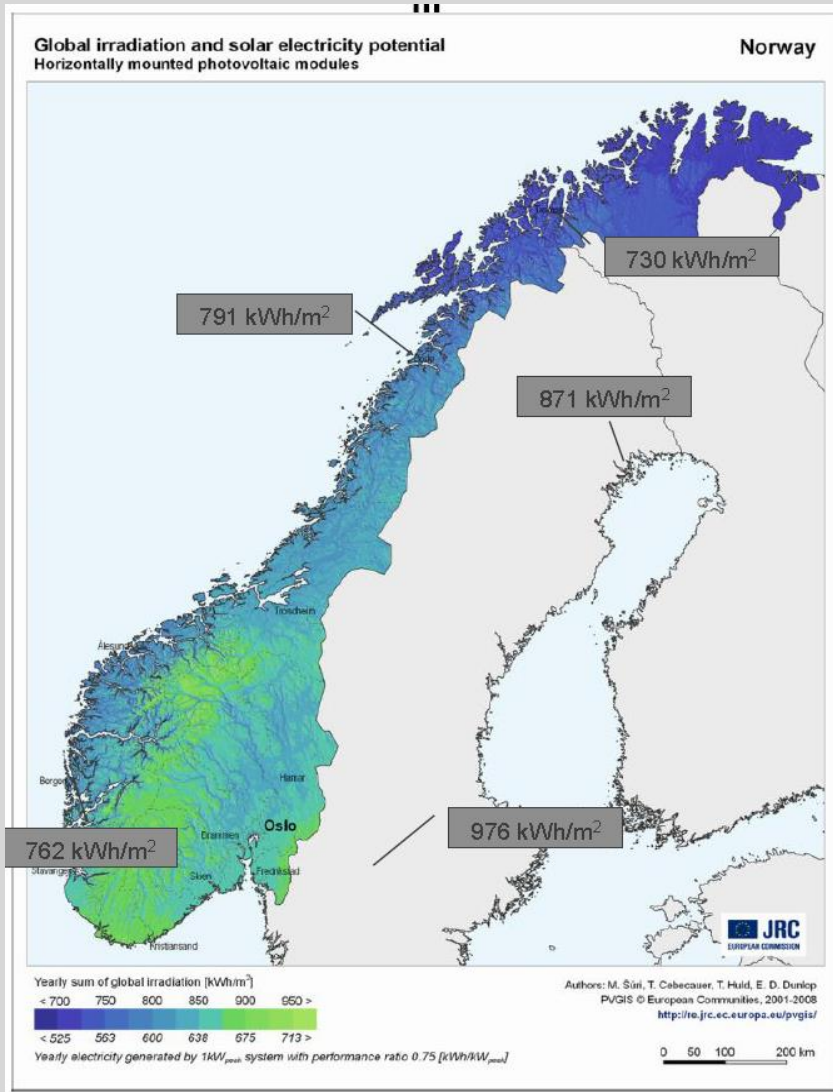 Global irradiation and solar electricity potential
Horizontally mounted photovoltaic modules
Norway
730 kWh/m²
791 kWh/m²
871 kWh/m²
Trondheim
Ålesund
Hamar
Bergen
Oslo
976 kWh/m²
Drammen
762 kWh/m²
Stavanger
Skien
Fredrikstad
Kristiansand
JRC
EUROPEAN COMMISSION
Yearly sum of global irradiation [kWh/m²]
< 700 750 800 850 900 950 >
< 525 563 600 638 675 713 >
Yearly electricity generated by 1kWpeak system with performance ratio 0.75 [kWh/kWpeak]
Authors: M. Šúri, T. Cebecauer, T. Huld, E. D. Dunlop
PVGIS © European Communities, 2001-2008
http://re.jrc.ec.europa.eu/pvgis/
0 50 100 200 km